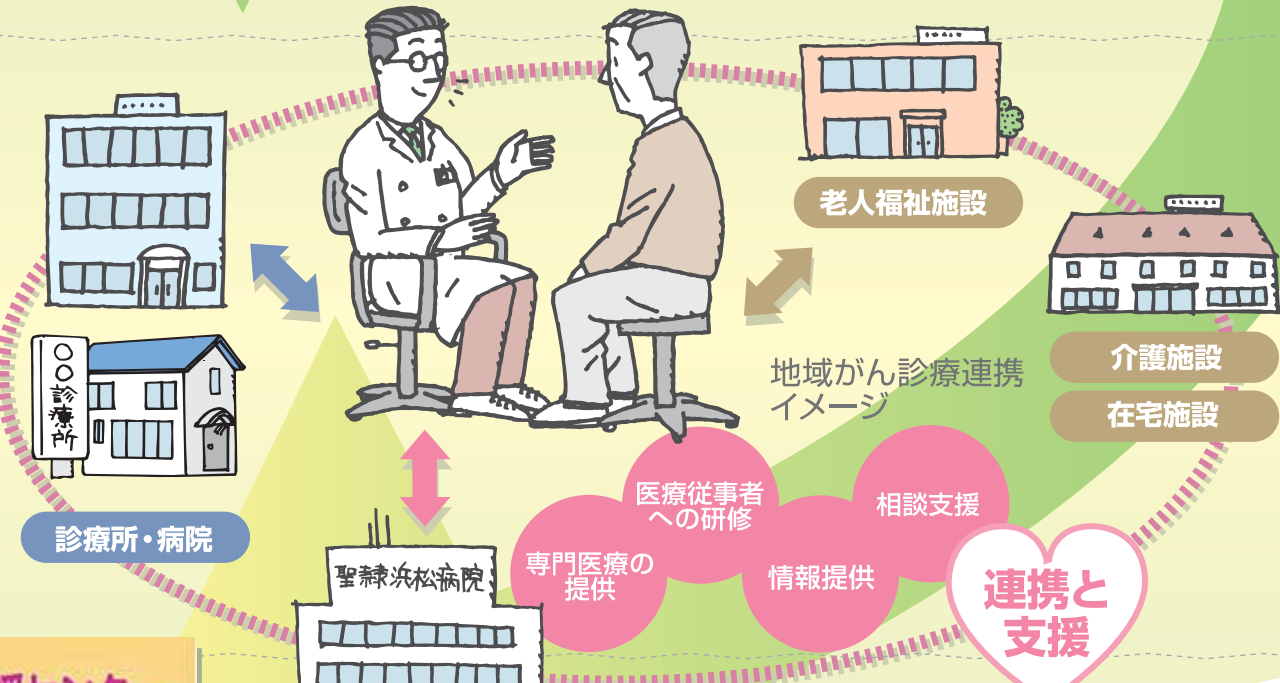 老人福祉施設
介護施設
在宅施設
○○診療所
診療所・病院
地域がん診療連携
イメージ
聖隷浜松病院
専門医療の
提供
医療従事者
への研修
情報提供
相談支援
連携と
支援